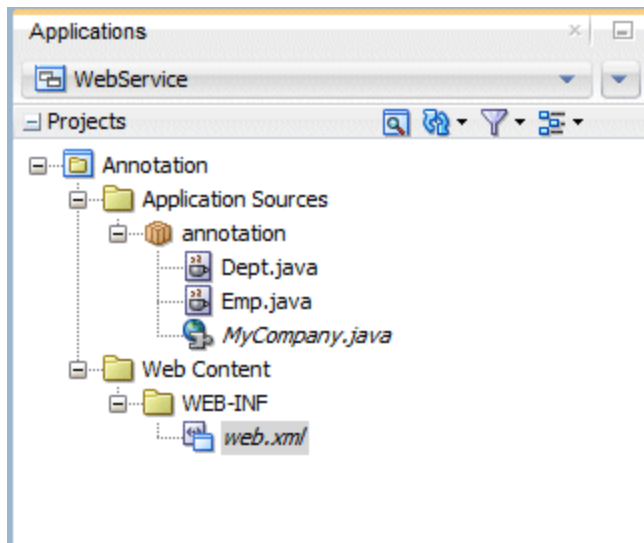 Applications
WebService
Projects
Annotation
Application Sources
annotation
Dept.java
Emp.java
MyCompany.java
Web Content
WEB-INF
web.xml